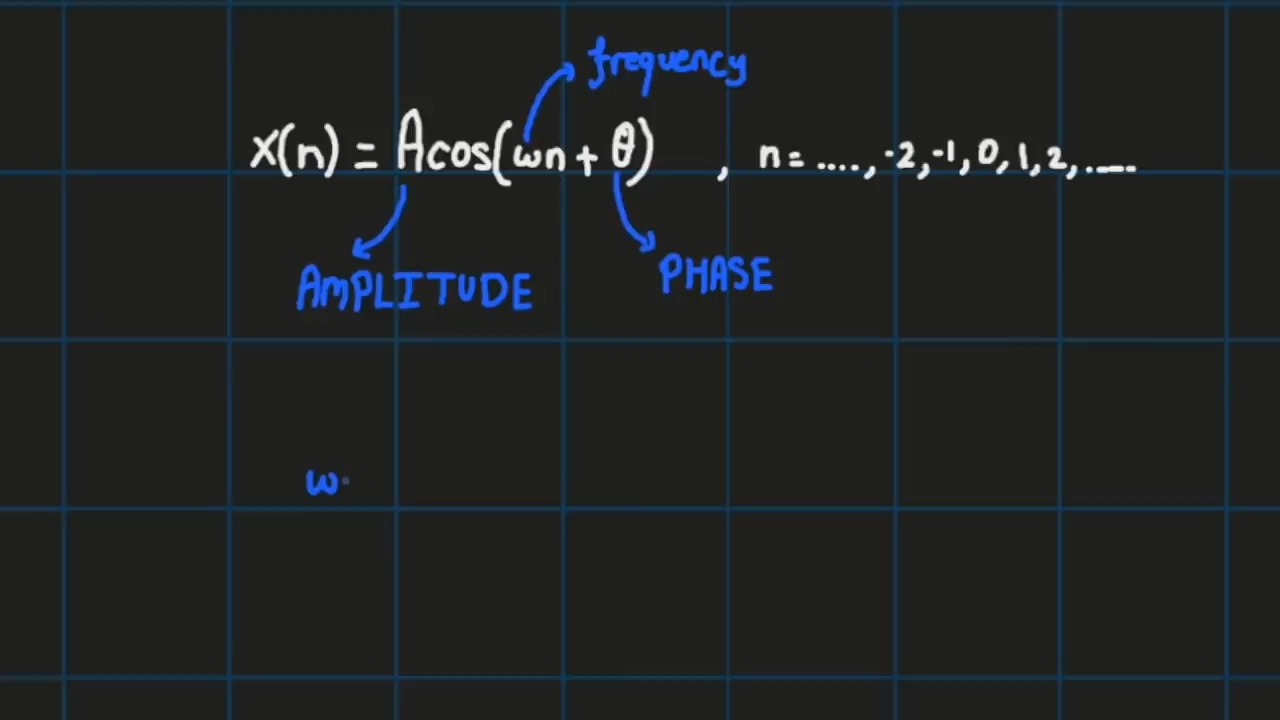 frequency
x(n) = Acos(ωn + θ) , n = ...., -2, -1, 0, 1, 2, .....
AMPLITUDE
PHASE
ω